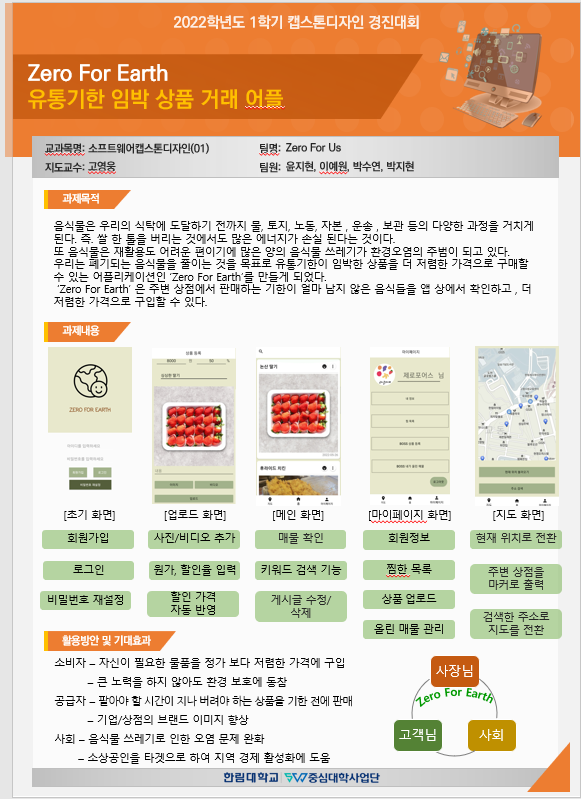 2022학년도 1학기 캡스톤디자인 경진대회
Zero For Earth
유통기한 임박 상품 거래 어플
교과목명: 소프트웨어캡스톤디자인(01)
팀명: Zero For Us
지도교수: 고영웅
팀원: 윤지현, 이예원, 박수연, 박지현
과제목적
음식물은 우리의 식탁에 도달하기 전까지 물, 토지, 노동, 자본 , 운송 , 보관 등의 다양한 과정을 거치게
된다. 즉. 쌀 한 톨을 버리는 것에서도 많은 에너지가 손실 된다는 것이다.
또 음식물은 재활용도 어려운 편이기에 많은 양의 음식물 쓰레기가 환경오염의 주범이 되고 있다.
우리는 폐기되는 음식물을 줄이는 것을 목표로 유통기한이 임박한 상품을 더 저렴한 가격으로 구매할
수 있는 어플리케이션인 'Zero For Earth'를 만들게 되었다.
'Zero For Earth' 은 주변 상점에서 판매하는 기한이 얼마 남지 않은 음식들을 앱 상에서 확인하고 , 더
저렴한 가격으로 구입할 수 있다.
과제내용
ZERO FOR EARTH
상품 등록
논산 딸기
후라이드 치킨
마이페이지
제로포어스 님
[초기 화면]
[업로드 화면]
[메인 화면]
[마이페이지 화면]
[지도 화면]
회원가입
사진/비디오 추가
매물 확인
회원정보
현재 위치로 전환
로그인
원가, 할인율 입력
키워드 검색 기능
찜한 목록
주변 상점을
마커로 출력
비밀번호 재설정
할인 가격
자동 반영
게시글 수정/
삭제
상품 업로드
올린 매물 관리
검색한 주소로
지도를 전환
활용방안 및 기대효과
소비자 – 자신이 필요한 물품을 정가 보다 저렴한 가격에 구입
– 큰 노력을 하지 않아도 환경 보호에 동참
공급자 – 팔아야 할 시간이 지나 버려야 하는 상품을 기한 전에 판매
– 기업/상점의 브랜드 이미지 향상
사회 – 음식물 쓰레기로 인한 오염 문제 완화
– 소상공인을 타겟으로 하여 지역 경제 활성화에 도움
사장님
Zero For Earth
고객님
사회
한림대학교
SW중심대학사업단